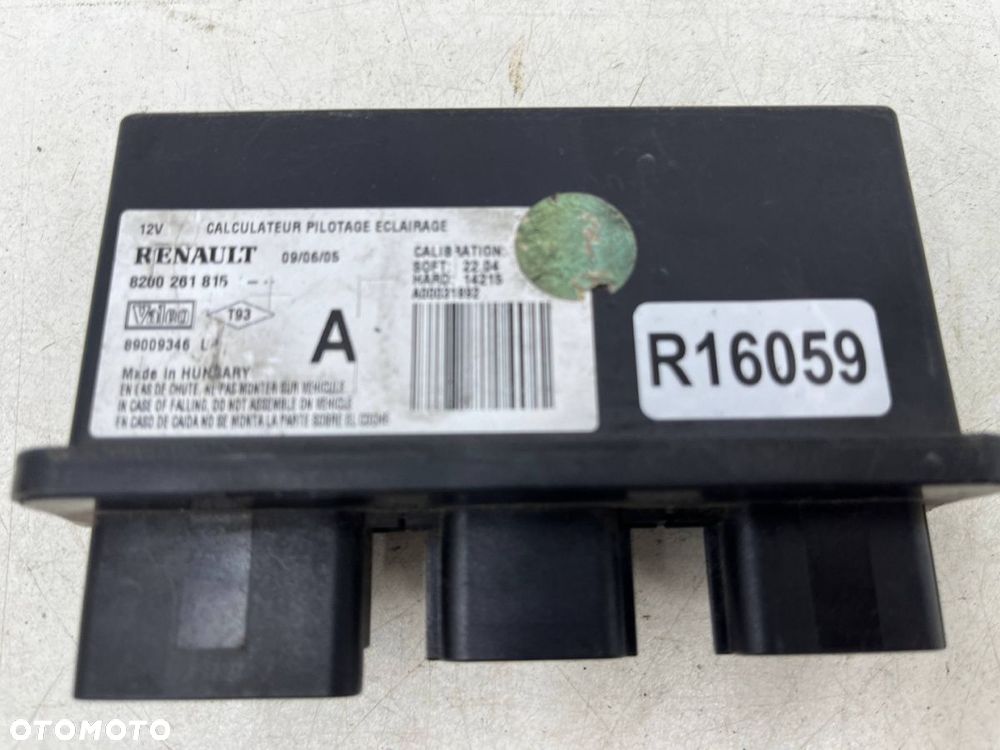 12V CALCULATEUR PILOTAGE ECLAIRAGE
RENAULT 09/06/05
8200 261 815 --
Valeo T93
89009346
A
Made in HUNGARY
EN CAS DE CHUTE, NE PAS MONTER SUR VEHICULE
IN CASE OF FALLING, DO NOT ASSEMBLE ON VEHICLE
EN CASO DE CAIDA NO SE MONTA LA PARTE SOBRE EL COCHE
CALIBRATION:
SOFT: 22.04
HARD: 14215
A000021892
R16059
OTOMOTO